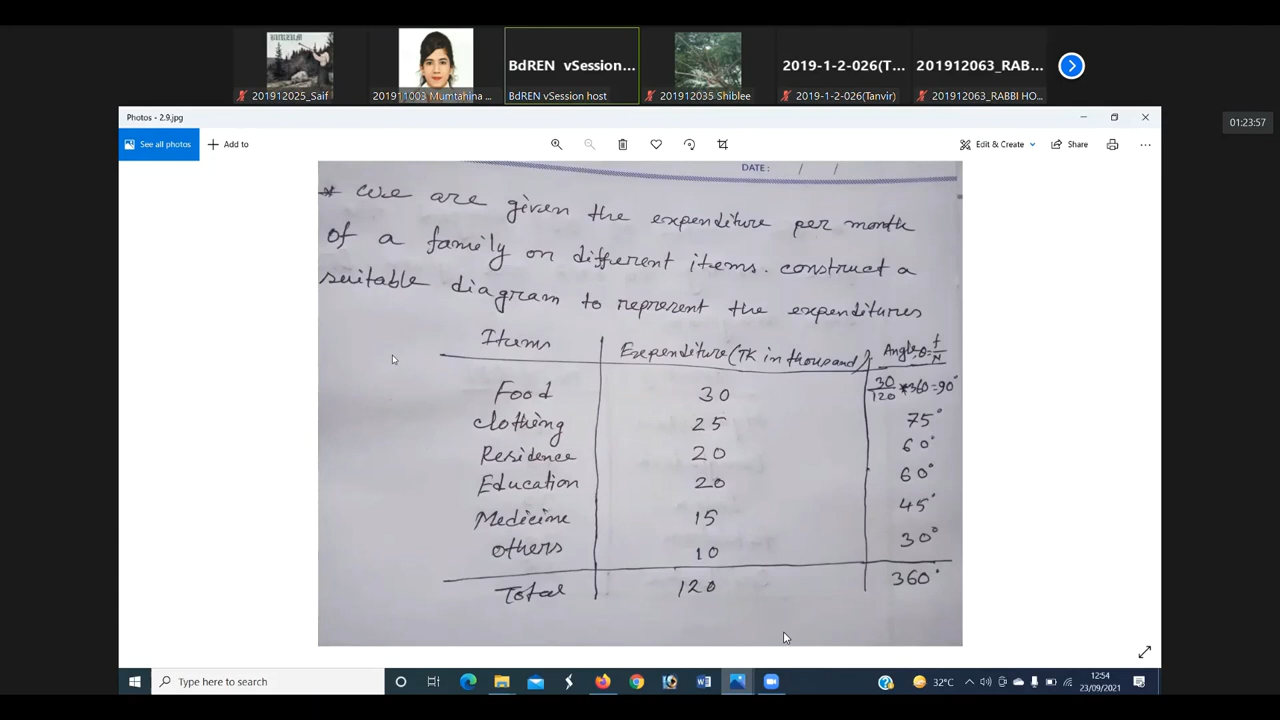 BURZUM
BdREN vSession...
2019-1-2-026(T...
201912063_RAB...
201912025_Saif
201911003 Mumtahina ...
BdREN vSession host
201912035 Shiblee
2019-1-2-026(Tanvir)
201912063_RABBI HO...
Photos - 2.9.jpg
01:23:57
See all photos
Add to
Edit & Create
Share
DATE: / /
* We are given the expenditure per month
of a family on different items. construct a
suitable diagram to represent the expenditures
Items Expenditure (TK in thousand) Angle, θ = f/N
Food 30 30/120 * 360 = 90°
clothing 25 75°
Residence 20 60°
Education 20 60°
Medicine 15 45°
others 10 30°
Total 120 360°
Type here to search
32°C
12:54
23/09/2021